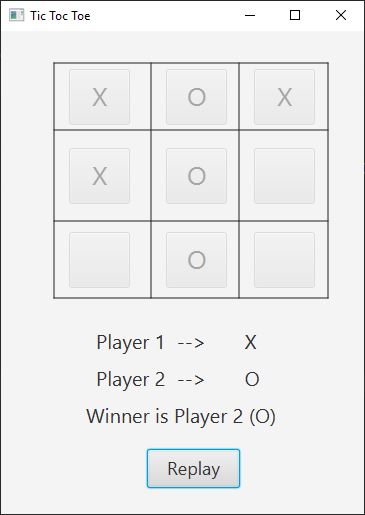 Tic Toc Toe
X O X
X O
O
Player 1 --> X
Player 2 --> O
Winner is Player 2 (O)
Replay